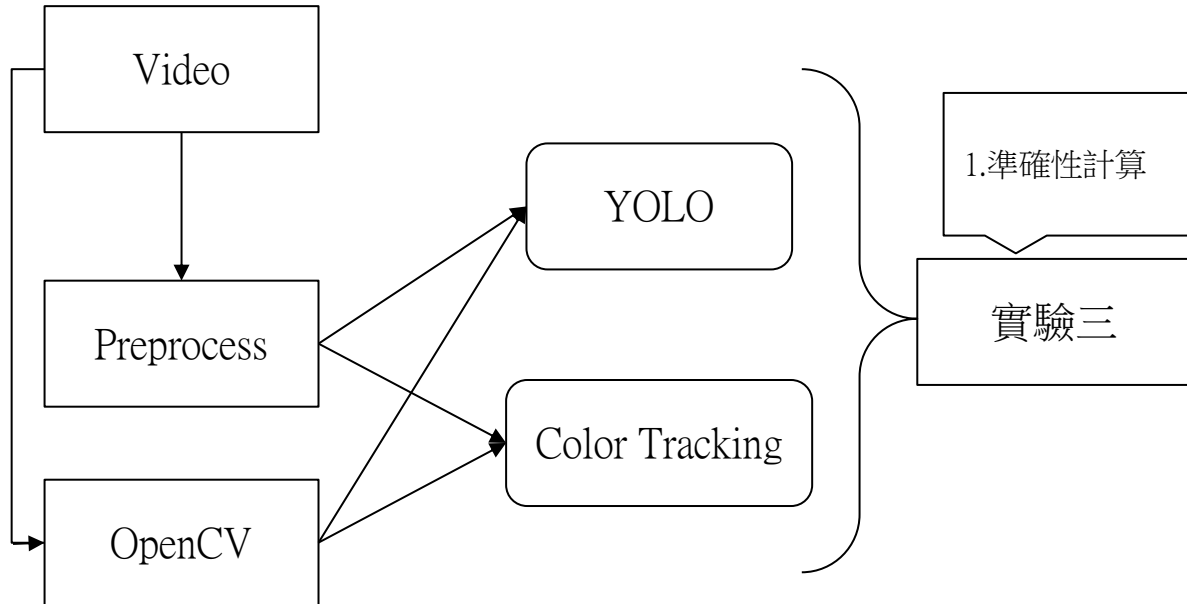 Video
Preprocess
OpenCV
YOLO
Color Tracking
1.準確性計算
實驗三